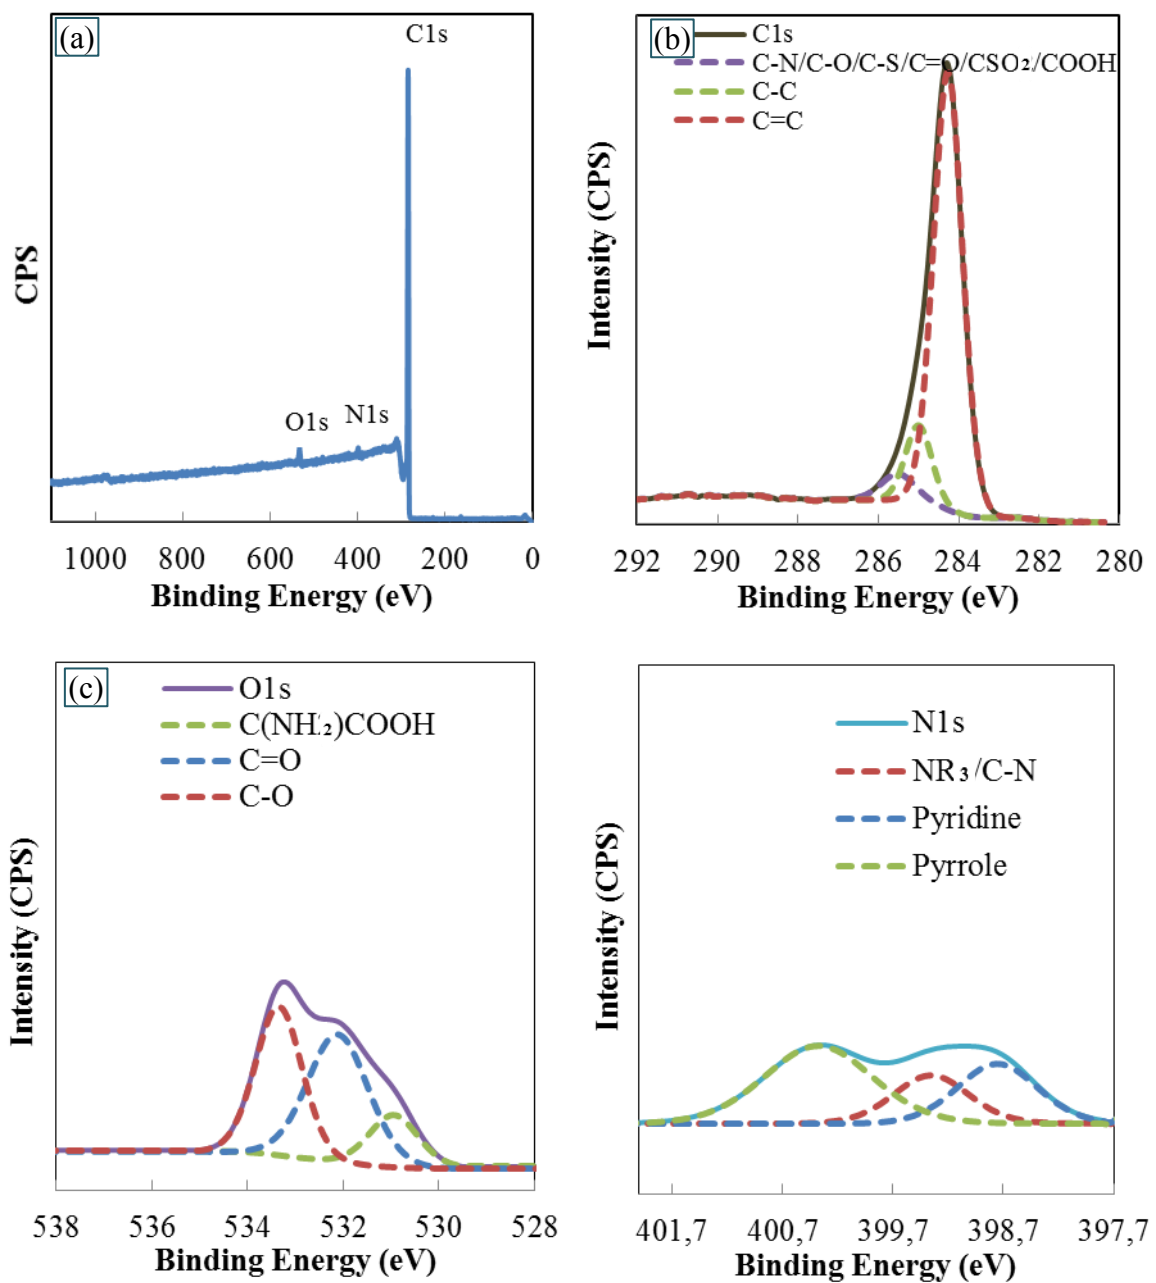 (a)
C1s
O1s
N1s
CPS
1000 800 600 400 200 0
Binding Energy (eV)
(b)
C1s
C-N/C-O/C-S/C=O/CSO₂/COOH
C-C
C=C
Intensity (CPS)
292 290 288 286 284 282 280
Binding Energy (eV)
(c)
O1s
C(NH₂)COOH
C=O
C-O
Intensity (CPS)
538 536 534 532 530 528
Binding Energy (eV)
N1s
NR₃/C-N
Pyridine
Pyrrole
Intensity (CPS)
401,7 400,7 399,7 398,7 397,7
Binding Energy (eV)